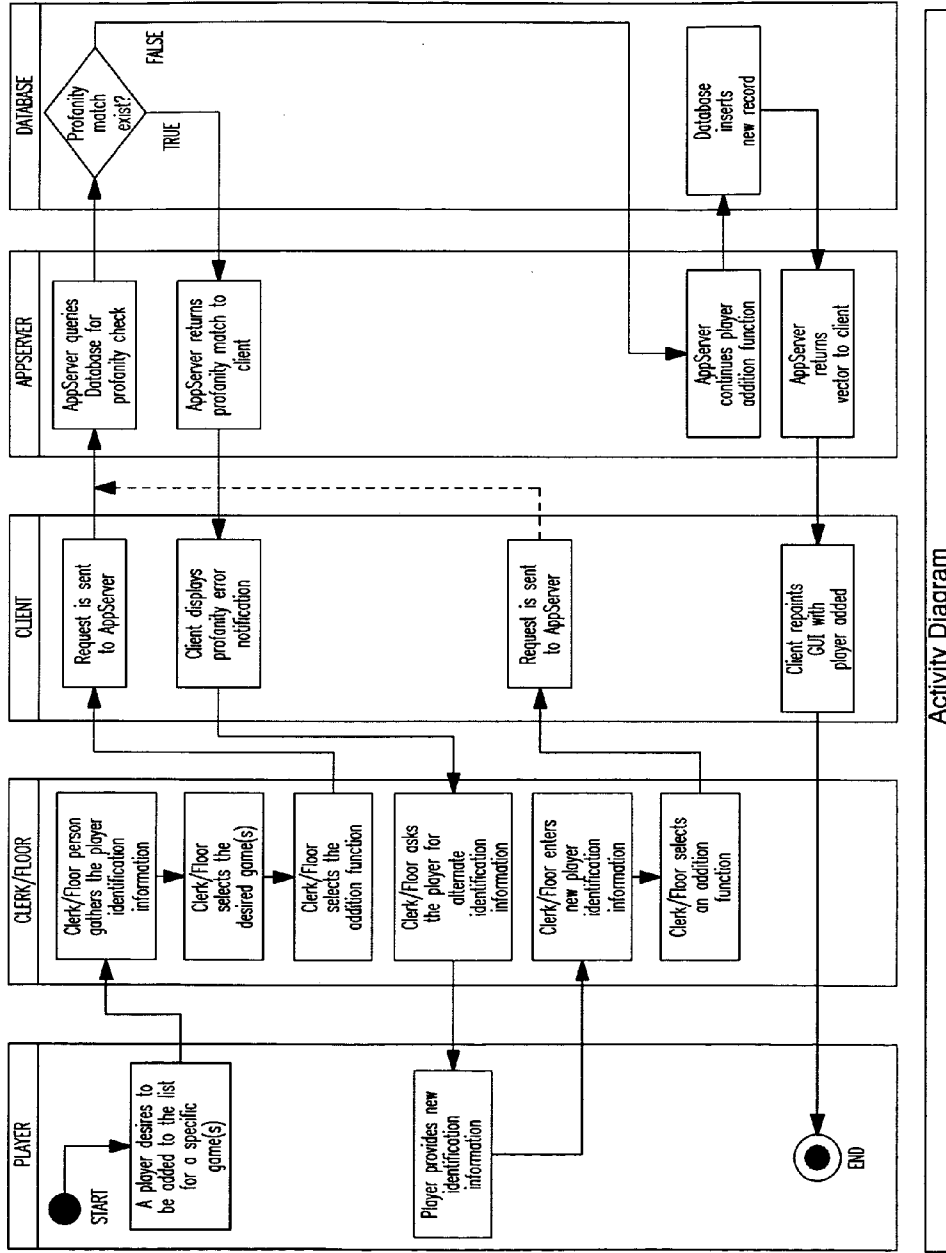 PLAYER
START
A player desires to
be added to the list
for a specific
game(s)
Player provides new
identification
information
END
CLERK/FLOOR
Clerk/Floor person
gathers the player
identification
information
Clerk/Floor
selects the
desired game(s)
Clerk/Floor
selects the
addition function
Clerk/Floor asks
the player for
alternate
identification
information
Clerk/Floor enters
new player
identification
information
Clerk/Floor selects
an addition
function
CLIENT
Request is sent
to AppServer
Client displays
profanity error
notification
Request is sent
to AppServer
Client repaints
GUI with
player added
APPSERVER
AppServer queries
Database for
profanity check
AppServer returns
profanity match to
client
AppServer
continues player
addition function
AppServer
returns
vector to client
DATABASE
Profanity
match
exist?
TRUE
FALSE
Database
inserts
new record
Activity Diagram